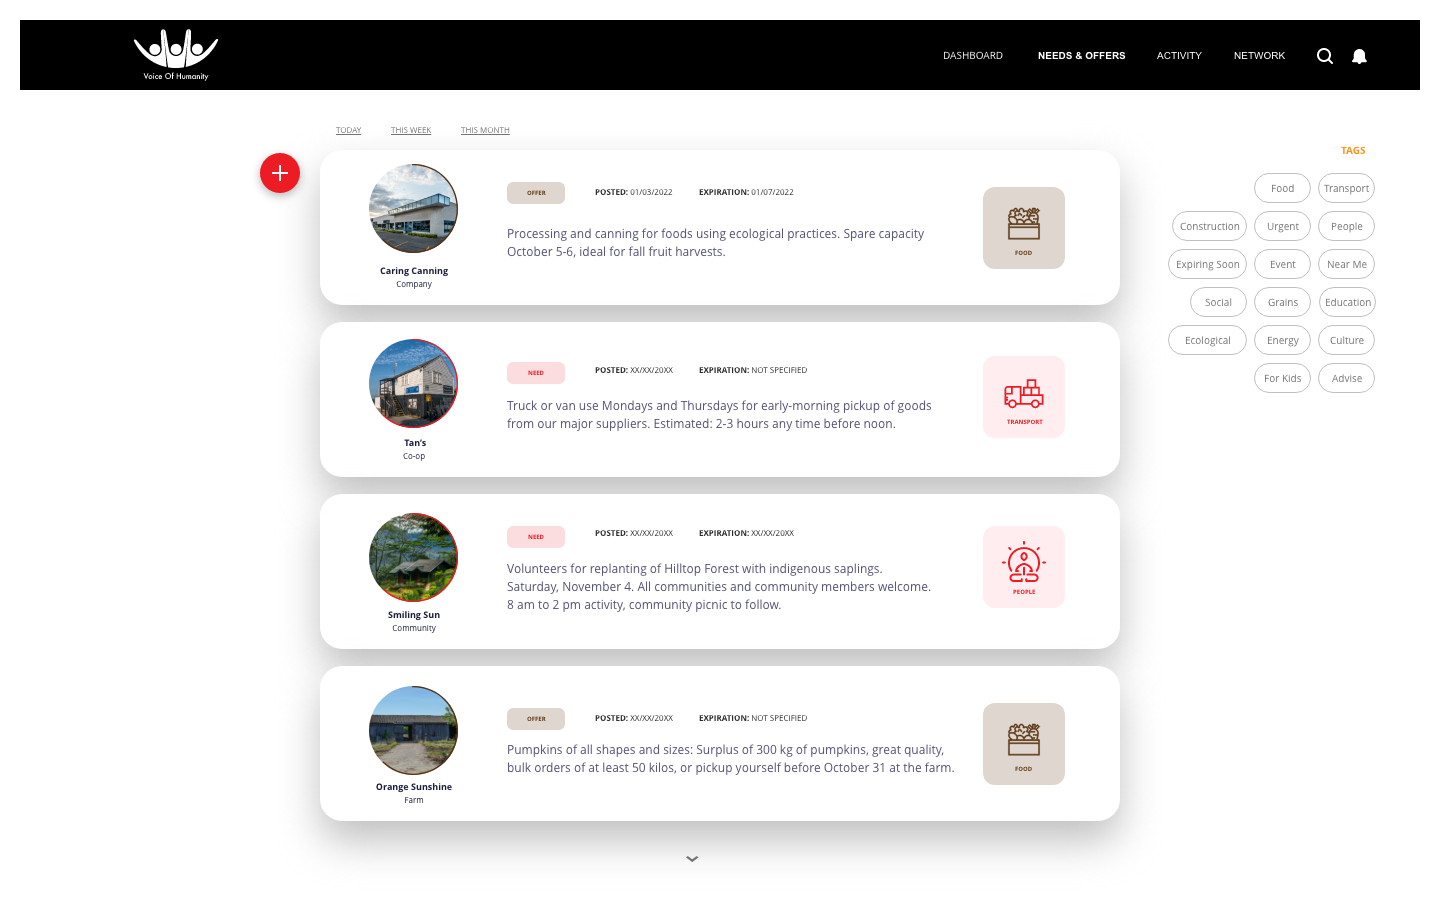 Voice Of Humanity
DASHBOARD
NEEDS & OFFERS
ACTIVITY
NETWORK
TODAY
THIS WEEK
THIS MONTH
OFFER
POSTED: 01/03/2022
EXPIRATION: 01/07/2022
Processing and canning for foods using ecological practices. Spare capacity
October 5-6, ideal for fall fruit harvests.
Caring Canning
Company
FOOD
NEED
POSTED: XX/XX/20XX
EXPIRATION: NOT SPECIFIED
Truck or van use Mondays and Thursdays for early-morning pickup of goods
from our major suppliers. Estimated: 2-3 hours any time before noon.
Tan's
Co-op
TRANSPORT
NEED
POSTED: XX/XX/20XX
EXPIRATION: XX/XX/20XX
Volunteers for replanting of Hilltop Forest with indigenous saplings.
Saturday, November 4. All communities and community members welcome.
8 am to 2 pm activity, community picnic to follow.
Smiling Sun
Community
PEOPLE
OFFER
POSTED: XX/XX/20XX
EXPIRATION: NOT SPECIFIED
Pumpkins of all shapes and sizes: Surplus of 300 kg of pumpkins, great quality,
bulk orders of at least 50 kilos, or pickup yourself before October 31 at the farm.
Orange Sunshine
Farm
FOOD
TAGS
Food
Transport
Construction
Urgent
People
Expiring Soon
Event
Near Me
Social
Grains
Education
Ecological
Energy
Culture
For Kids
Advise